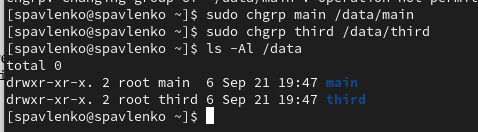 chgrp: changing group of '/data/main': Operation not permi
[spavlenko@spavlenko ~]$ sudo chgrp main /data/main
[spavlenko@spavlenko ~]$ sudo chgrp third /data/third
[spavlenko@spavlenko ~]$ ls -Al /data
total 0
drwxr-xr-x. 2 root main  6 Sep 21 19:47 main
drwxr-xr-x. 2 root third 6 Sep 21 19:47 third
[spavlenko@spavlenko ~]$